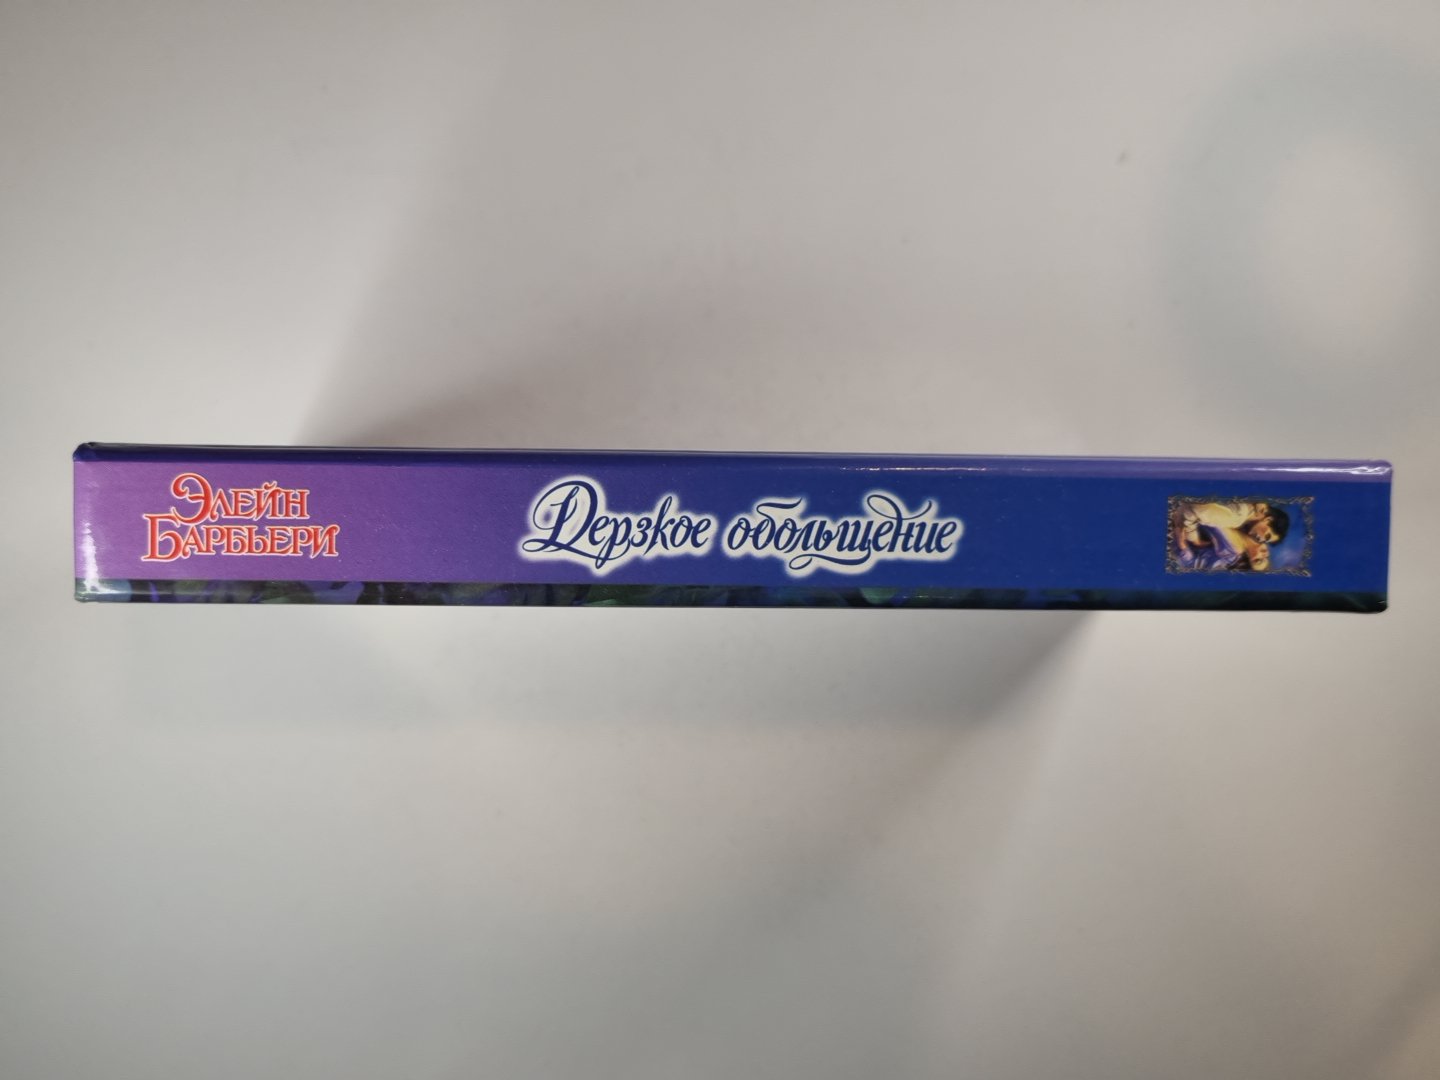 Элейн
Барбьери
Дерзкое обольщение